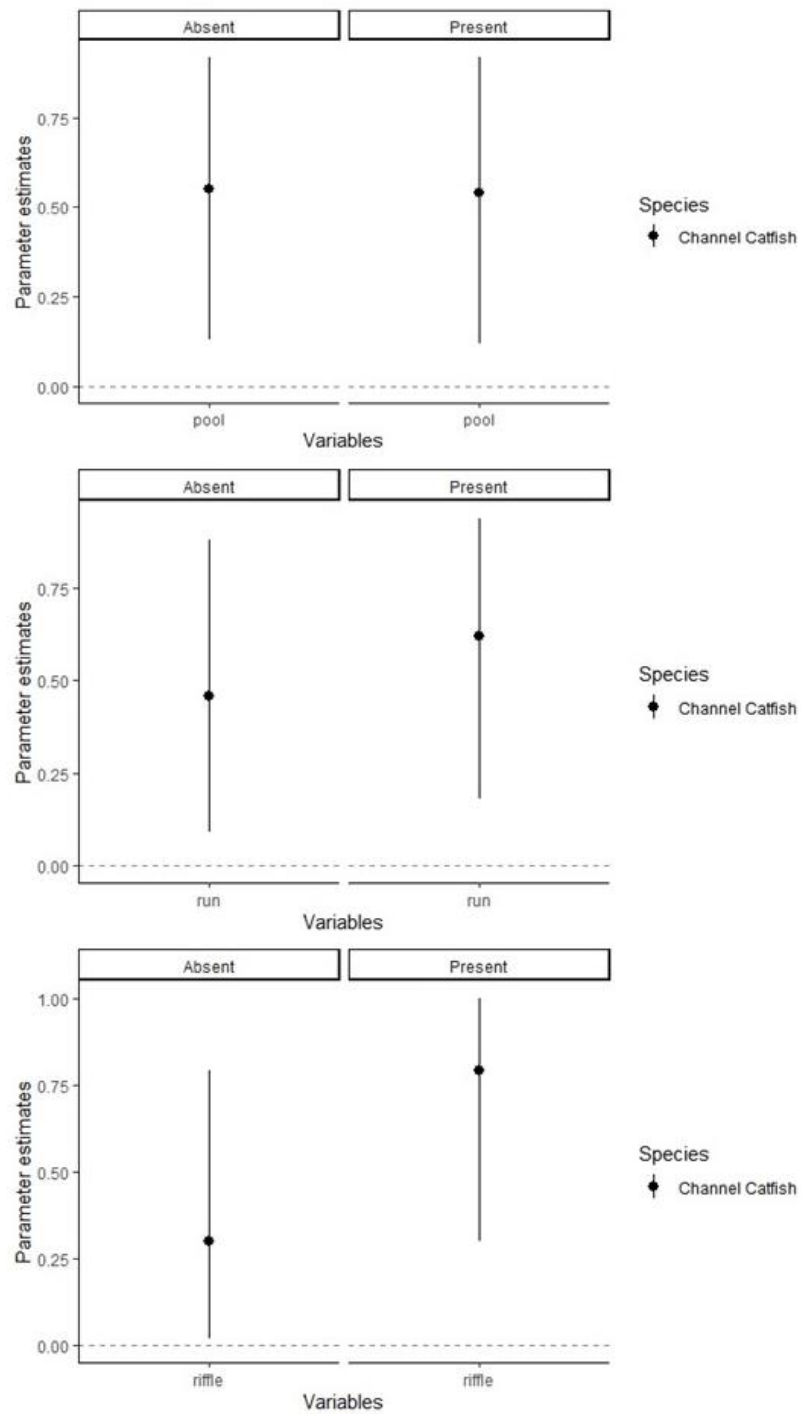 Absent Present
Parameter estimates
0.75
0.50
0.25
0.00
pool pool
Variables
Species
Channel Catfish
Absent Present
Parameter estimates
0.75
0.50
0.25
0.00
run run
Variables
Species
Channel Catfish
Absent Present
Parameter estimates
1.00
0.75
0.50
0.25
0.00
riffle riffle
Variables
Species
Channel Catfish